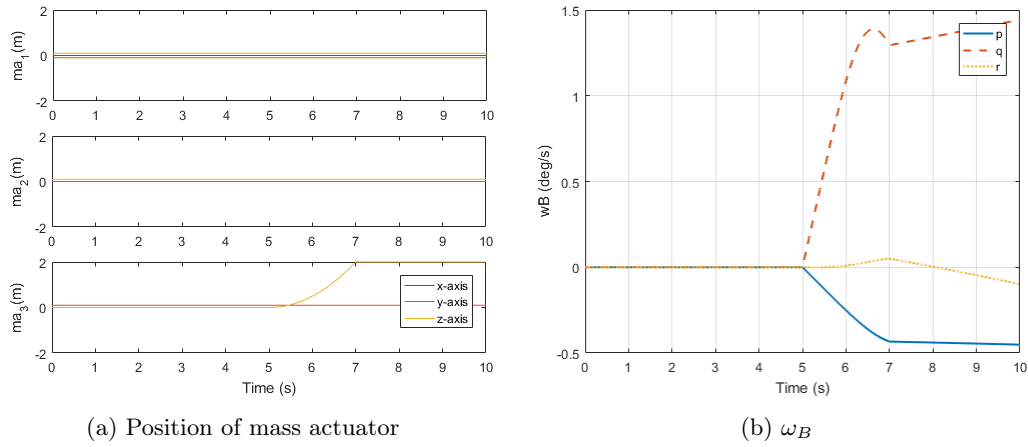 2
0
-2
ma1(m)
0 1 2 3 4 5 6 7 8 9 10
2
0
-2
ma2(m)
0 1 2 3 4 5 6 7 8 9 10
2
0
-2
ma3(m)
x-axis
y-axis
z-axis
0 1 2 3 4 5 6 7 8 9 10
Time (s)
(a) Position of mass actuator
1.5
1
0.5
0
-0.5
wB (deg/s)
p
q
r
0 1 2 3 4 5 6 7 8 9 10
Time (s)
(b) ωB